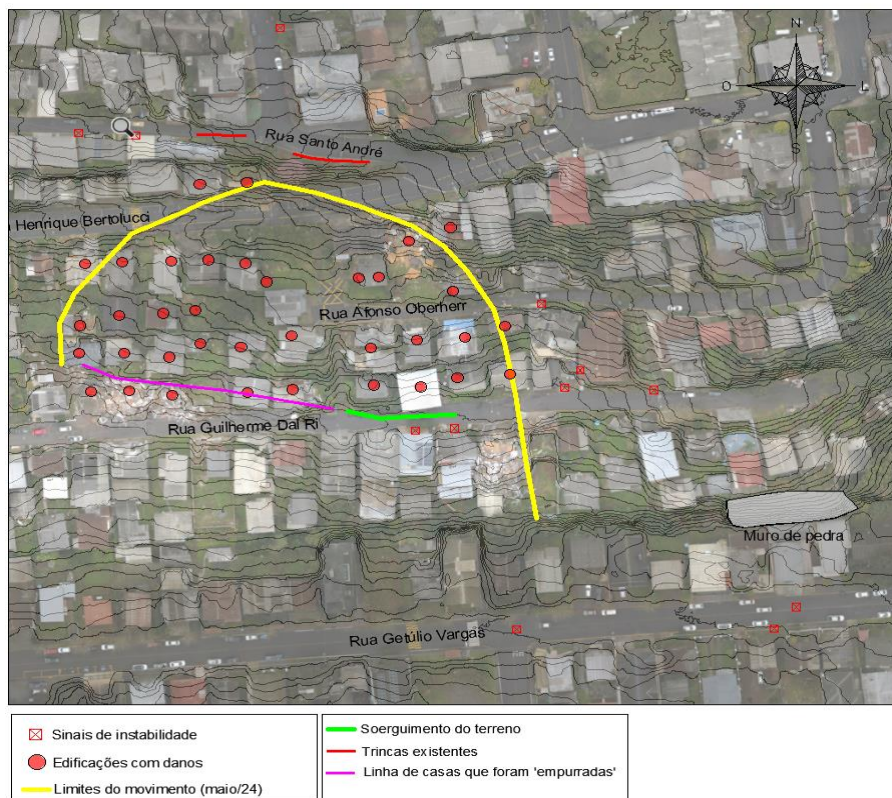 N
O
L
S
Rua Santo André
Henrique Bertolucci
Rua Afonso Oberherr
Rua Guilherme Dal Ri
Muro de pedra
Rua Getúlio Vargas
Sinais de instabilidade
Edificações com danos
Limites do movimento (maio/24)
Soerguimento do terreno
Trincas existentes
Linha de casas que foram 'empurradas'